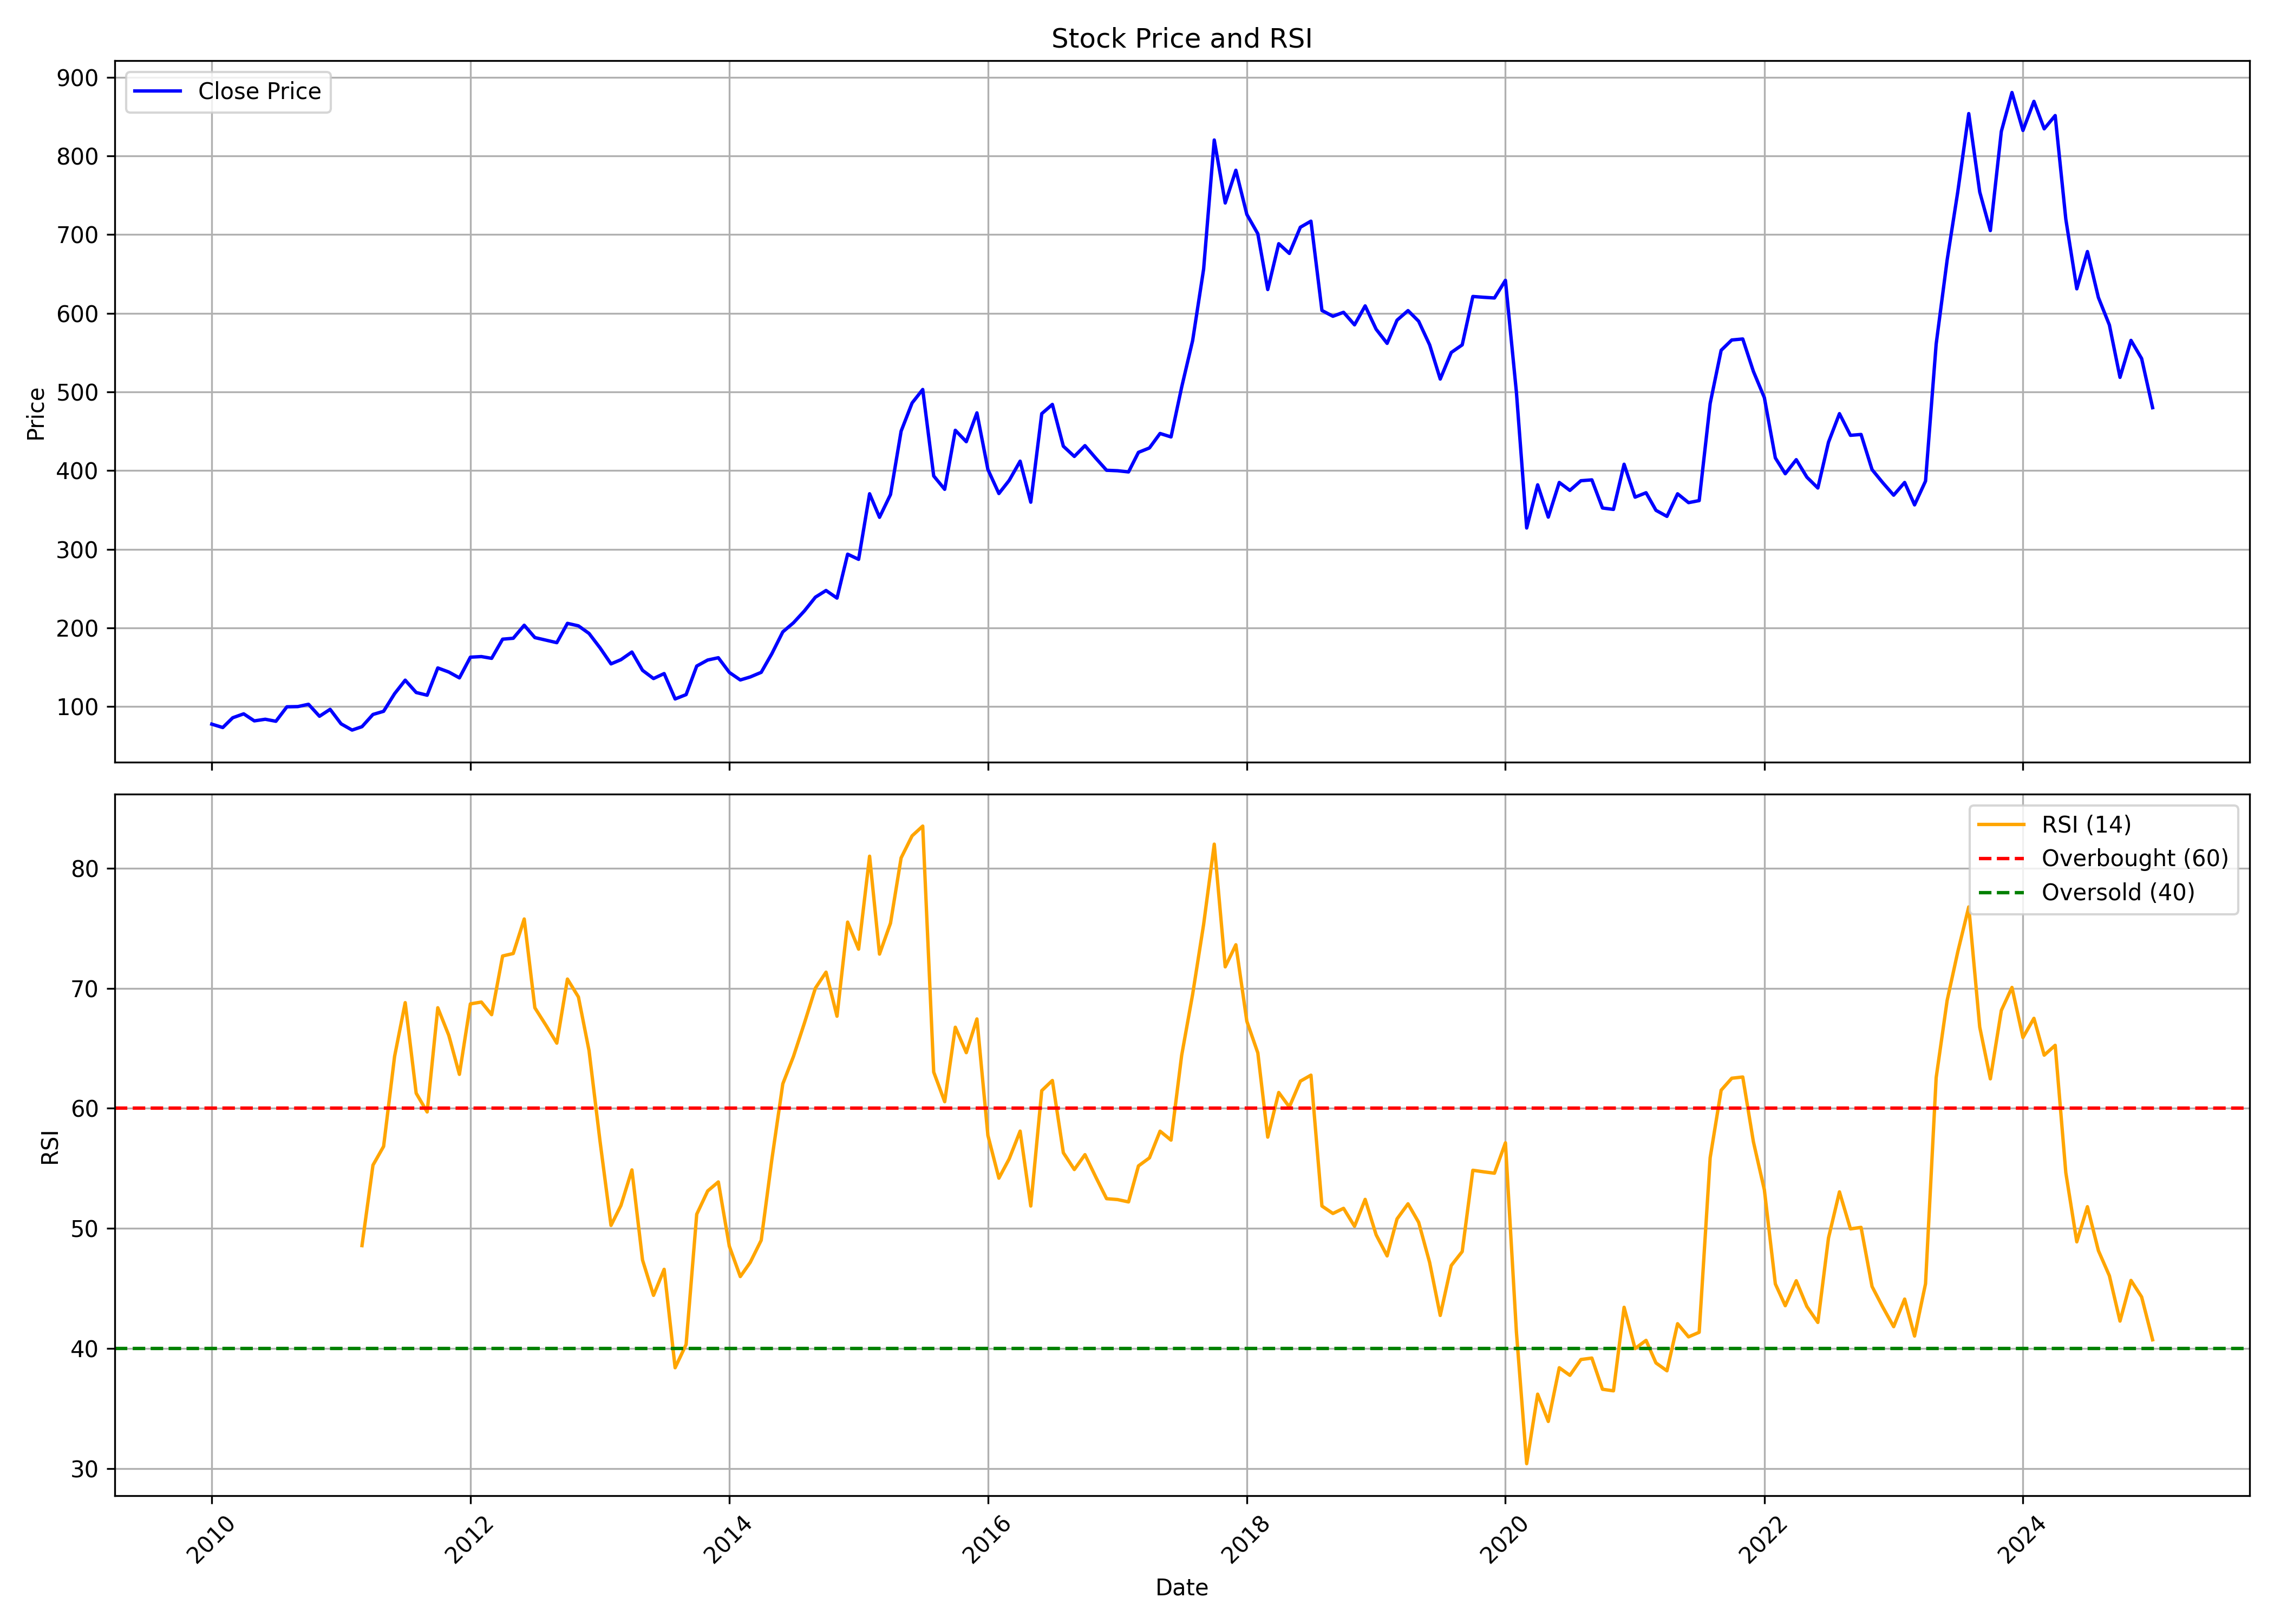 Stock Price and RSI
Close Price
Price
900
800
700
600
500
400
300
200
100
RSI (14)
Overbought (60)
Oversold (40)
RSI
80
70
60
50
40
30
2010
2012
2014
2016
2018
2020
2022
2024
Date